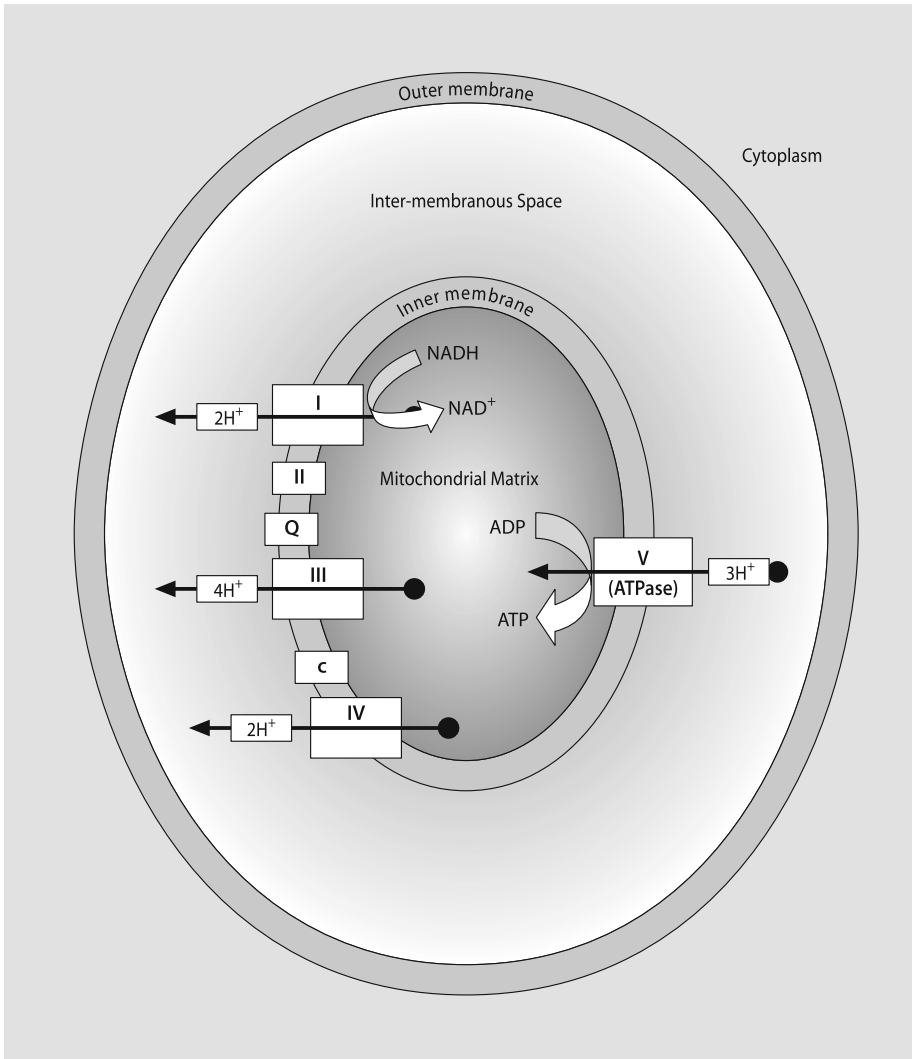 Outer membrane
Cytoplasm
Inter-membranous Space
Inner membrane
NADH
I
2H+
NAD+
II
Mitochondrial Matrix
Q
ADP
V
III
3H+
4H+
(ATPase)
ATP
c
IV
2H+